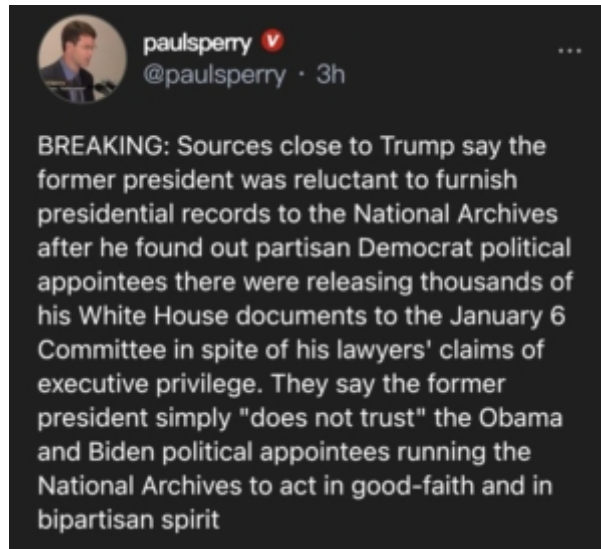 paulsperry
@paulsperry · 3h
BREAKING: Sources close to Trump say the
former president was reluctant to furnish
presidential records to the National Archives
after he found out partisan Democrat political
appointees there were releasing thousands of
his White House documents to the January 6
Committee in spite of his lawyers' claims of
executive privilege. They say the former
president simply "does not trust" the Obama
and Biden political appointees running the
National Archives to act in good-faith and in
bipartisan spirit